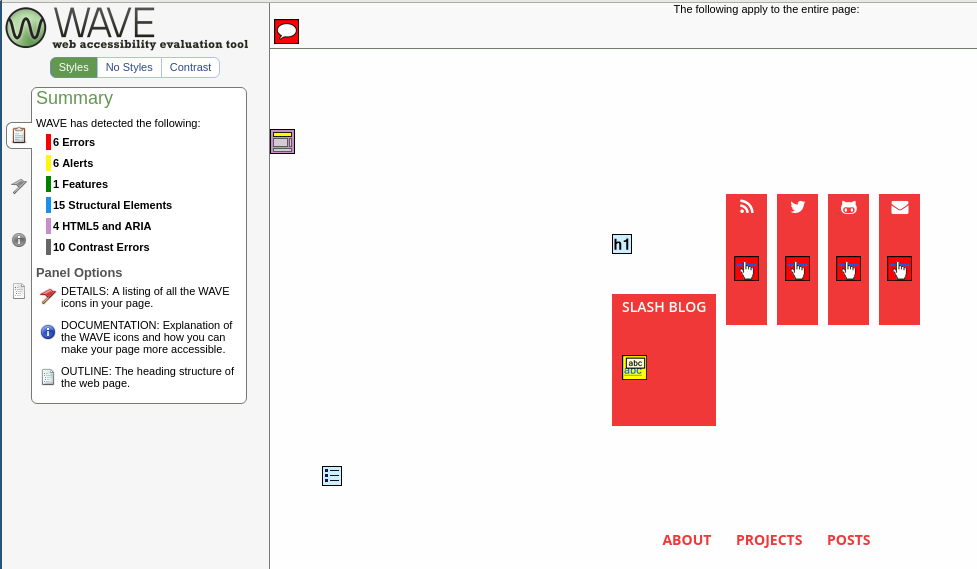 WAVE
web accessibility evaluation tool
Styles No Styles Contrast
Summary
WAVE has detected the following:
6 Errors
6 Alerts
1 Features
15 Structural Elements
4 HTML5 and ARIA
10 Contrast Errors
Panel Options
DETAILS: A listing of all the WAVE
icons in your page.
DOCUMENTATION: Explanation of
the WAVE icons and how you can
make your page more accessible.
OUTLINE: The heading structure of
the web page.
The following apply to the entire page:
h1
SLASH BLOG
abc
abc
ABOUT PROJECTS POSTS